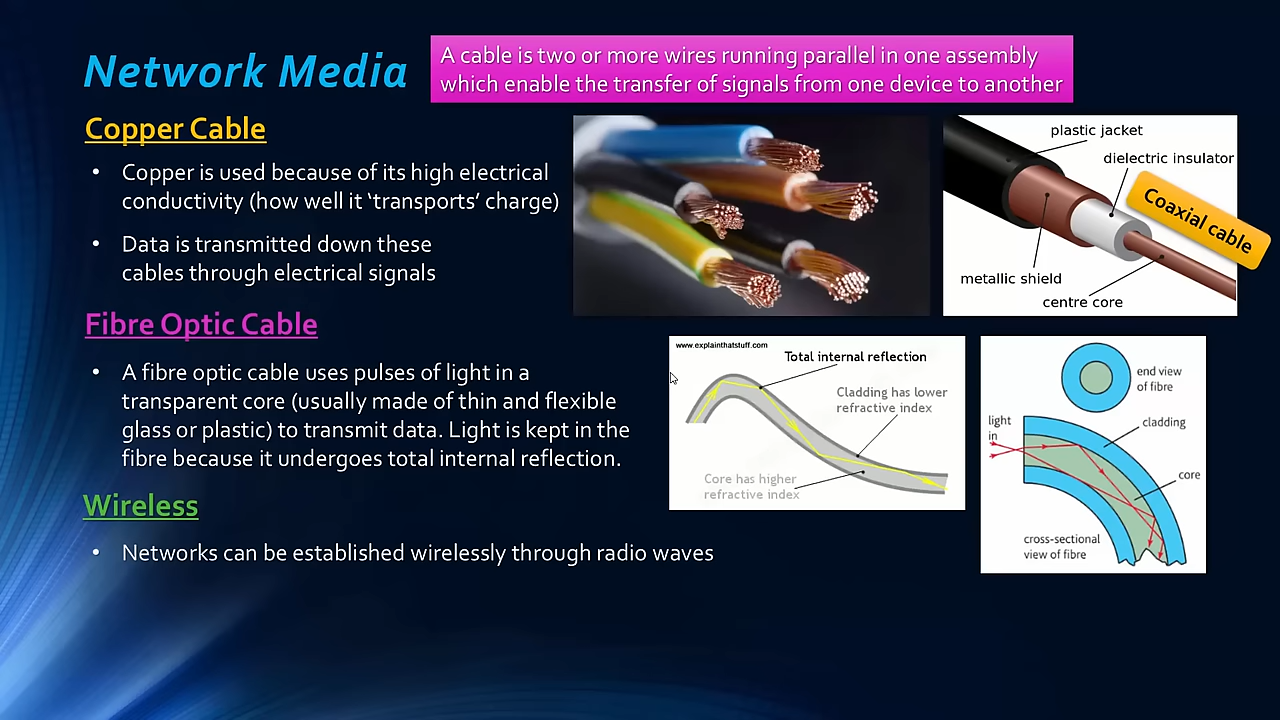 Network Media
A cable is two or more wires running parallel in one assembly
which enable the transfer of signals from one device to another
Copper Cable
• Copper is used because of its high electrical
conductivity (how well it ‘transports’ charge)
• Data is transmitted down these
cables through electrical signals
plastic jacket
dielectric insulator
Coaxial cable
metallic shield
centre core
Fibre Optic Cable
• A fibre optic cable uses pulses of light in a
transparent core (usually made of thin and flexible
glass or plastic) to transmit data. Light is kept in the
fibre because it undergoes total internal reflection.
www.explainthatstuff.com
Total internal reflection
Cladding has lower
refractive index
Core has higher
refractive index
end view
of fibre
light
in
cladding
core
cross-sectional
view of fibre
Wireless
• Networks can be established wirelessly through radio waves